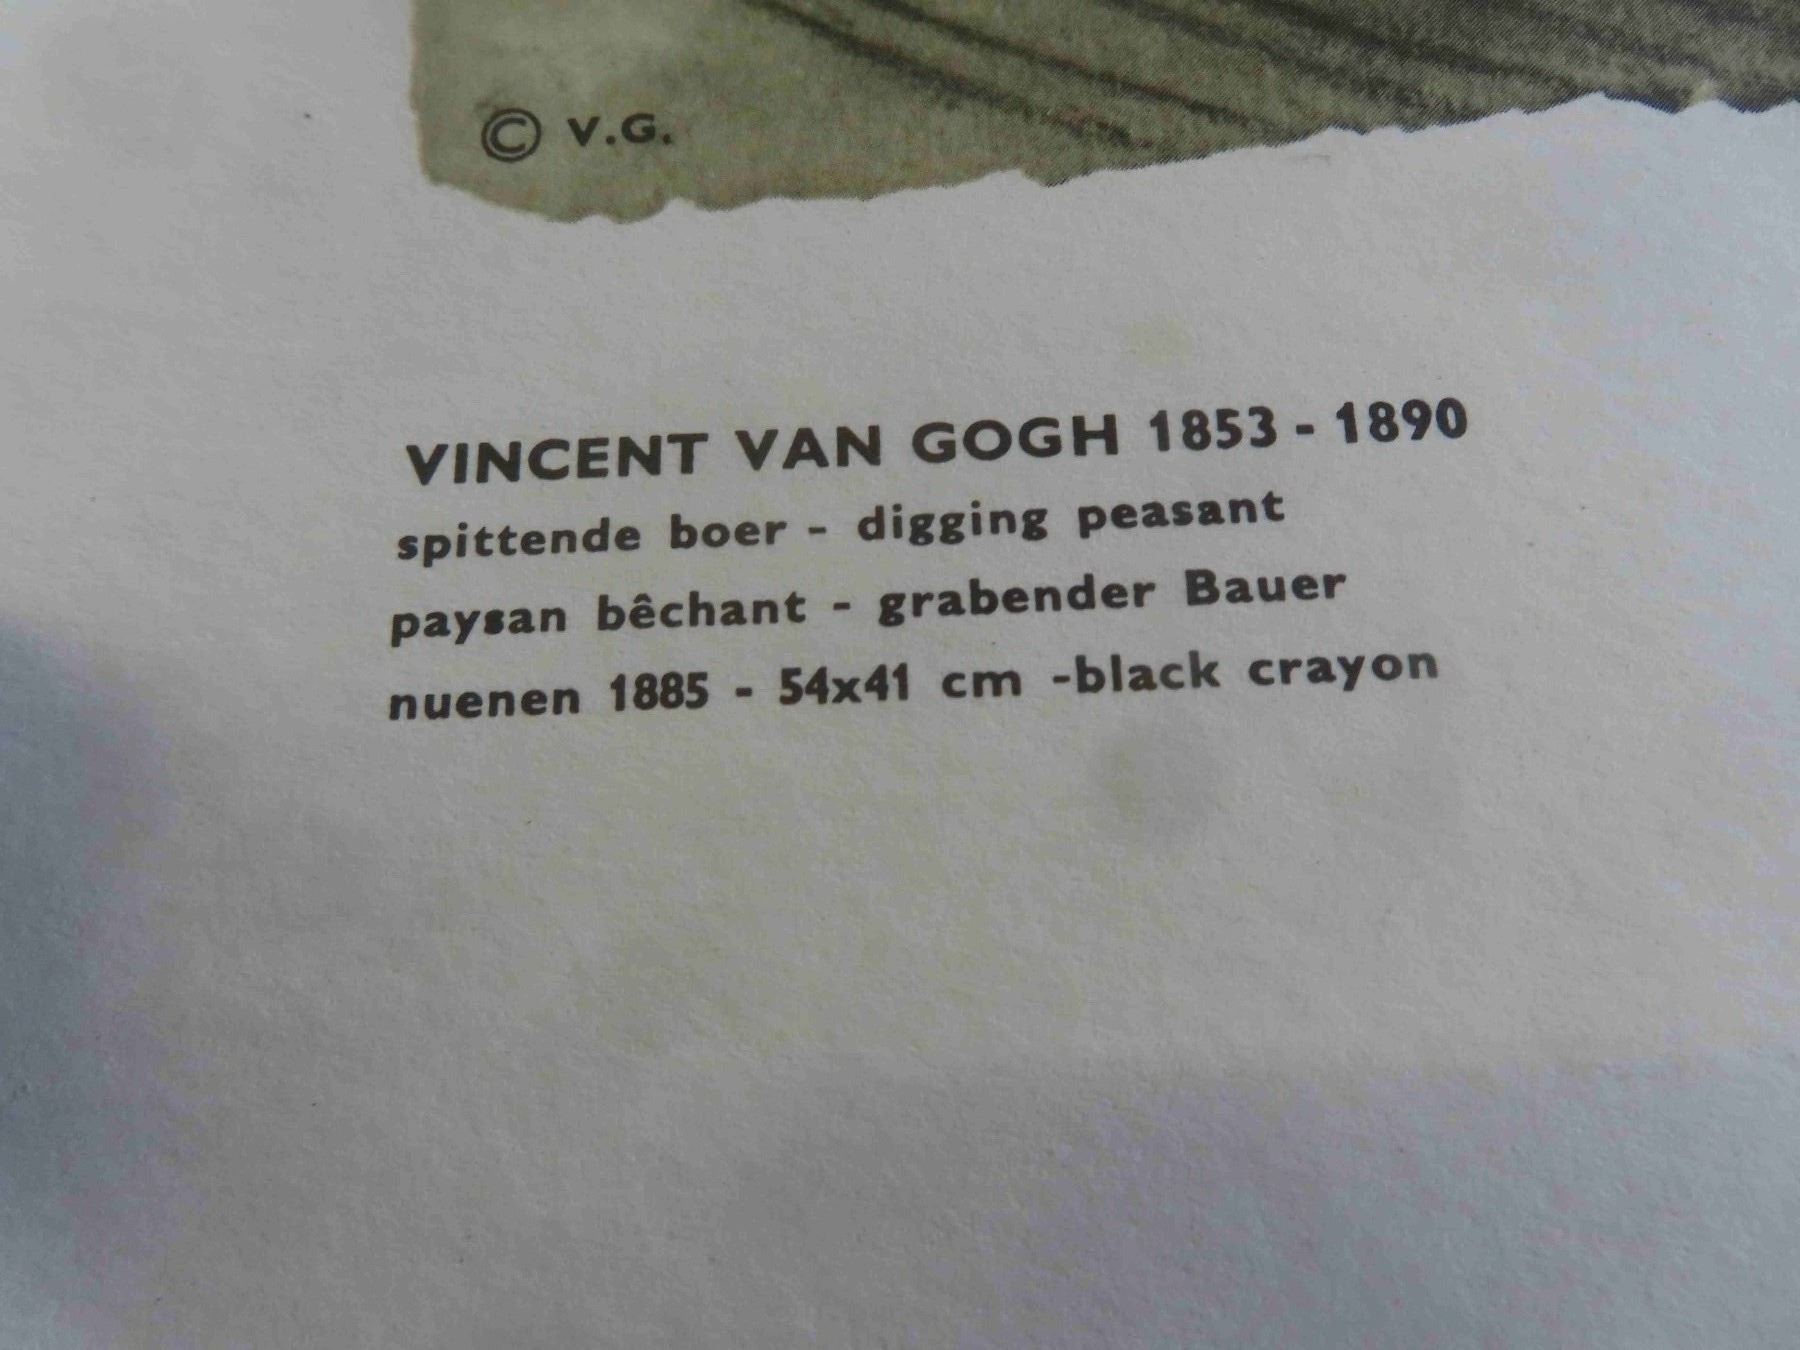 © V.G.
VINCENT VAN GOGH 1853 - 1890
spittende boer - digging peasant
paysan bêchant - grabender Bauer
nuenen 1885 - 54x41 cm -black crayon